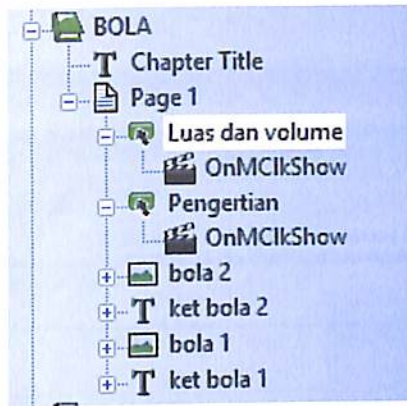 BOLA
Chapter Title
Page 1
Luas dan volume
OnMClkShow
Pengertian
OnMClkShow
bola 2
ket bola 2
bola 1
ket bola 1